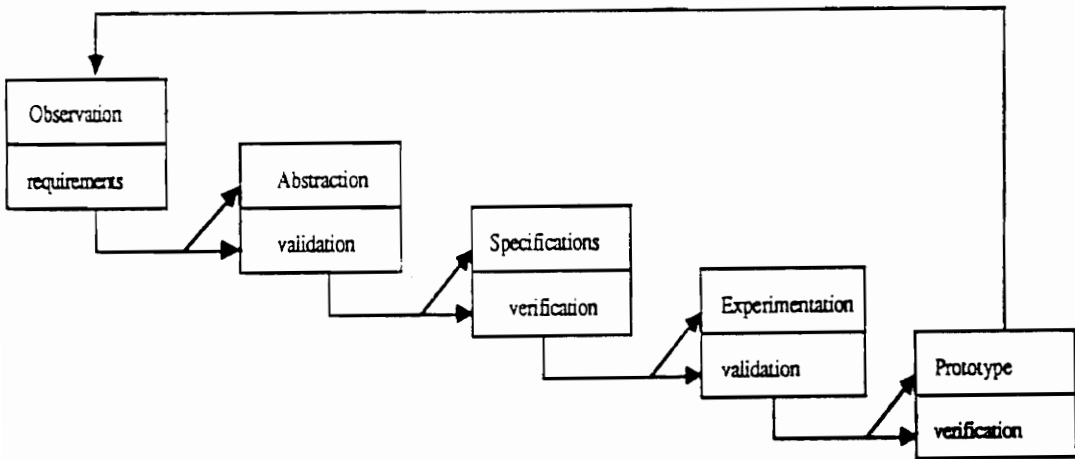 Observation
requirements
Abstraction
validation
Specifications
verification
Experimentation
validation
Prototype
verification